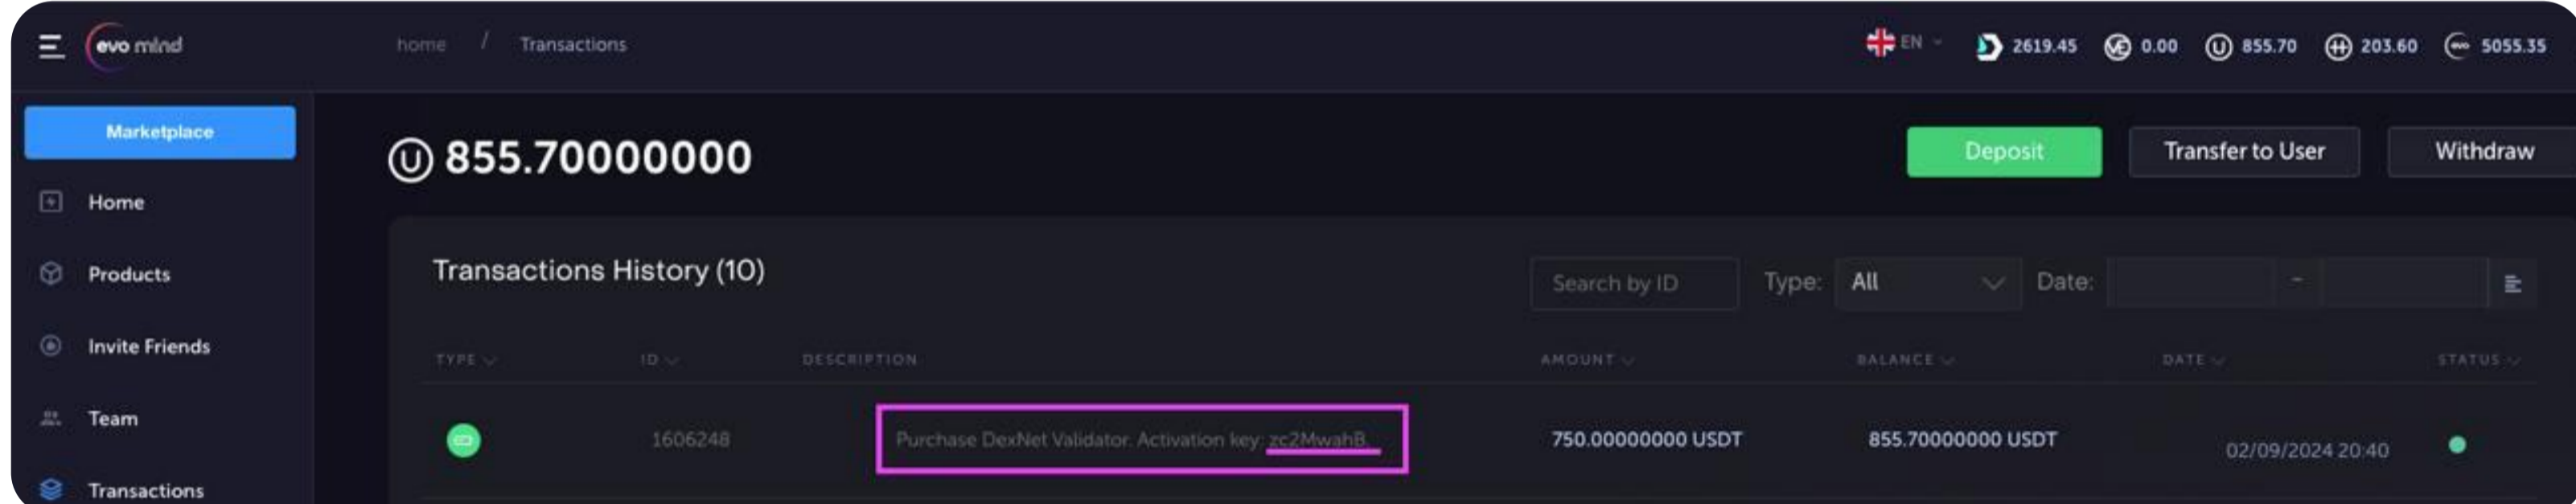 evo mind
home / Transactions
EN 2619.45 0.00 855.70 203.60 5055.35
Marketplace
855.70000000
Deposit Transfer to User Withdraw
Home
Transactions History (10)
Products
Search by ID Type: All Date: -
Invite Friends
TYPE ID DESCRIPTION AMOUNT BALANCE DATE STATUS
Team
1606248 Purchase DexNet Validator. Activation key: zc2MwahB. 750.00000000 USDT 855.70000000 USDT 02/09/2024 20:40
Transactions